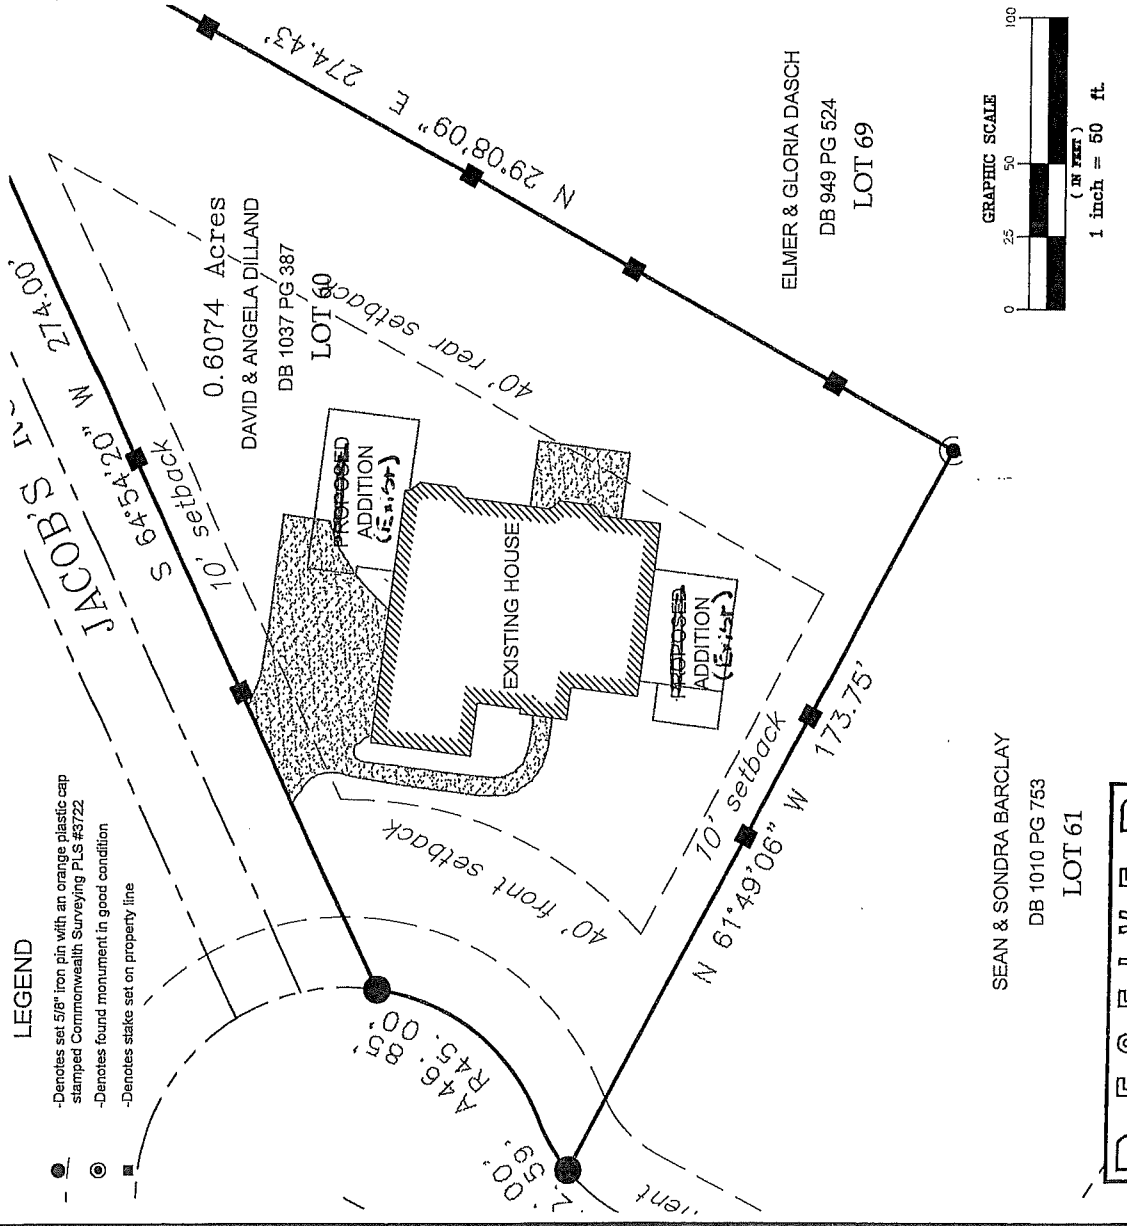 LEGEND
-Denotes set 5/8" iron pin with an orange plastic cap
stamped Commonwealth Surveying PLS #3722
-Denotes found monument in good condition
-Denotes stake set on property line
JACOB'S
S 64°54'20" W 274.00'
10' setback
0.6074 Acres
DAVID & ANGELA DILLAND
DB 1037 PG 387
LOT 60
40' rear setback
N 29°08'09" E 274.43'
PROPOSED
ADDITION
(Exist)
EXISTING HOUSE
PROPOSED
ADDITION
(Exist)
40' front setback
10' setback
N 61°49'06" W 173.75'
A46.85'
R45.00'
ELMER & GLORIA DASCH
DB 949 PG 524
LOT 69
SEAN & SONDRA BARCLAY
DB 1010 PG 753
LOT 61
GRAPHIC SCALE
0 25 50 100
( IN FEET )
1 inch = 50 ft.